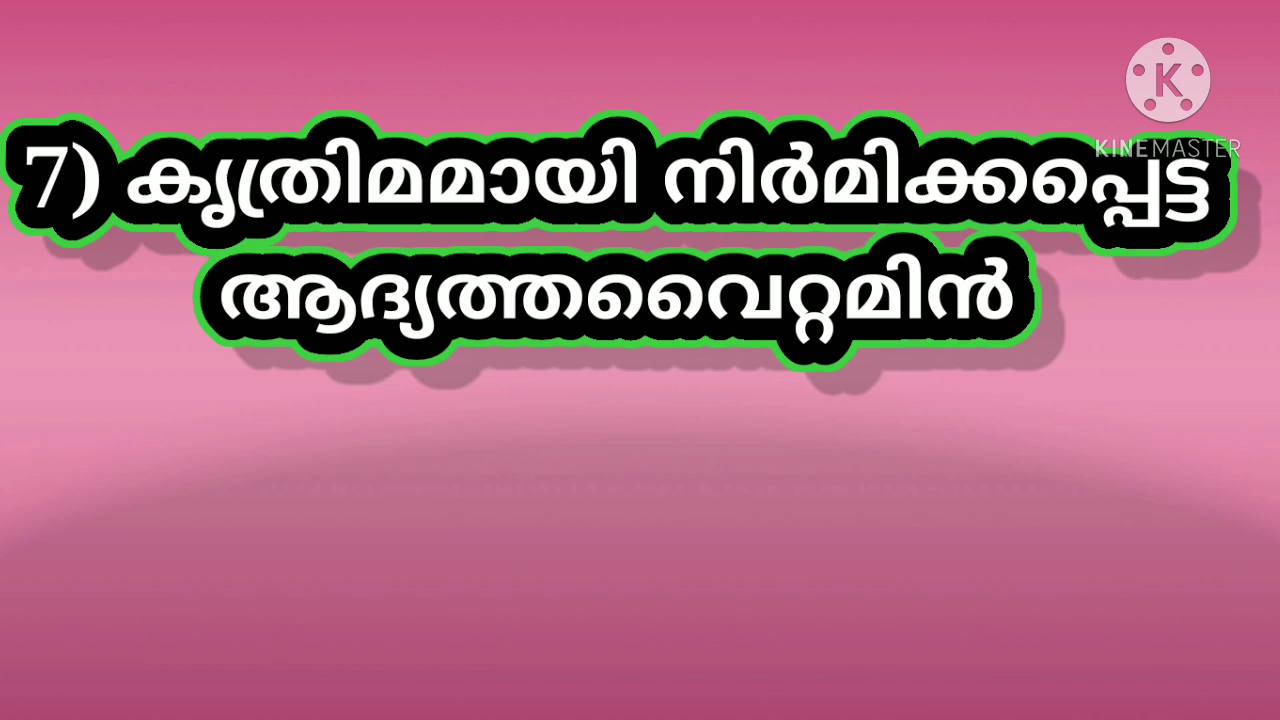 K
KINEMASTER
7) കൃത്രിമമായി നിർമിക്കപ്പെട്ട
ആദ്യത്തവൈറ്റമിൻ